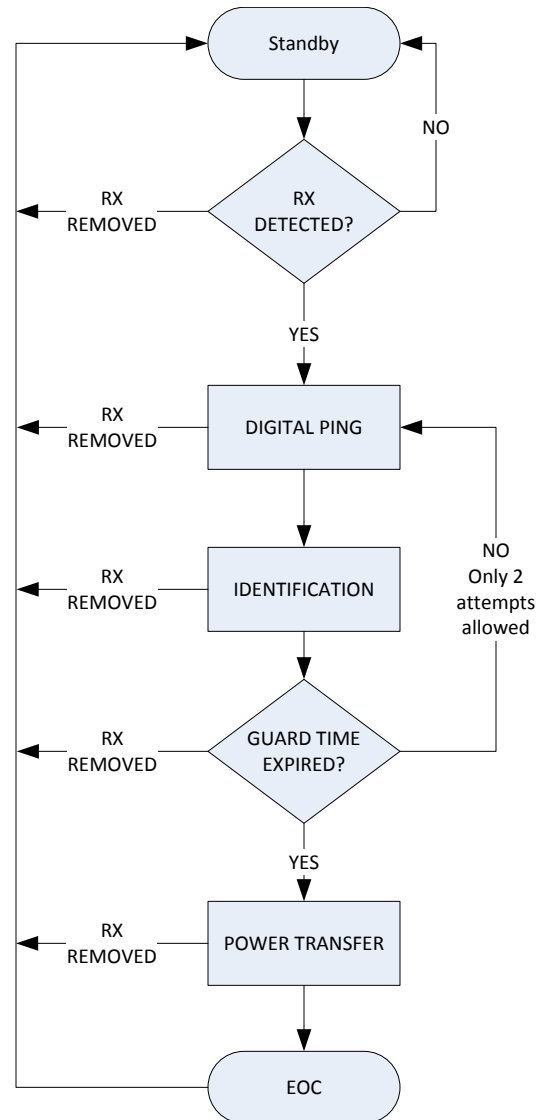 Standby
NO
RX
REMOVED
RX
DETECTED?
YES
RX
REMOVED
DIGITAL PING
NO
Only 2
attempts
allowed
RX
REMOVED
IDENTIFICATION
RX
REMOVED
GUARD TIME
EXPIRED?
YES
RX
REMOVED
POWER TRANSFER
EOC